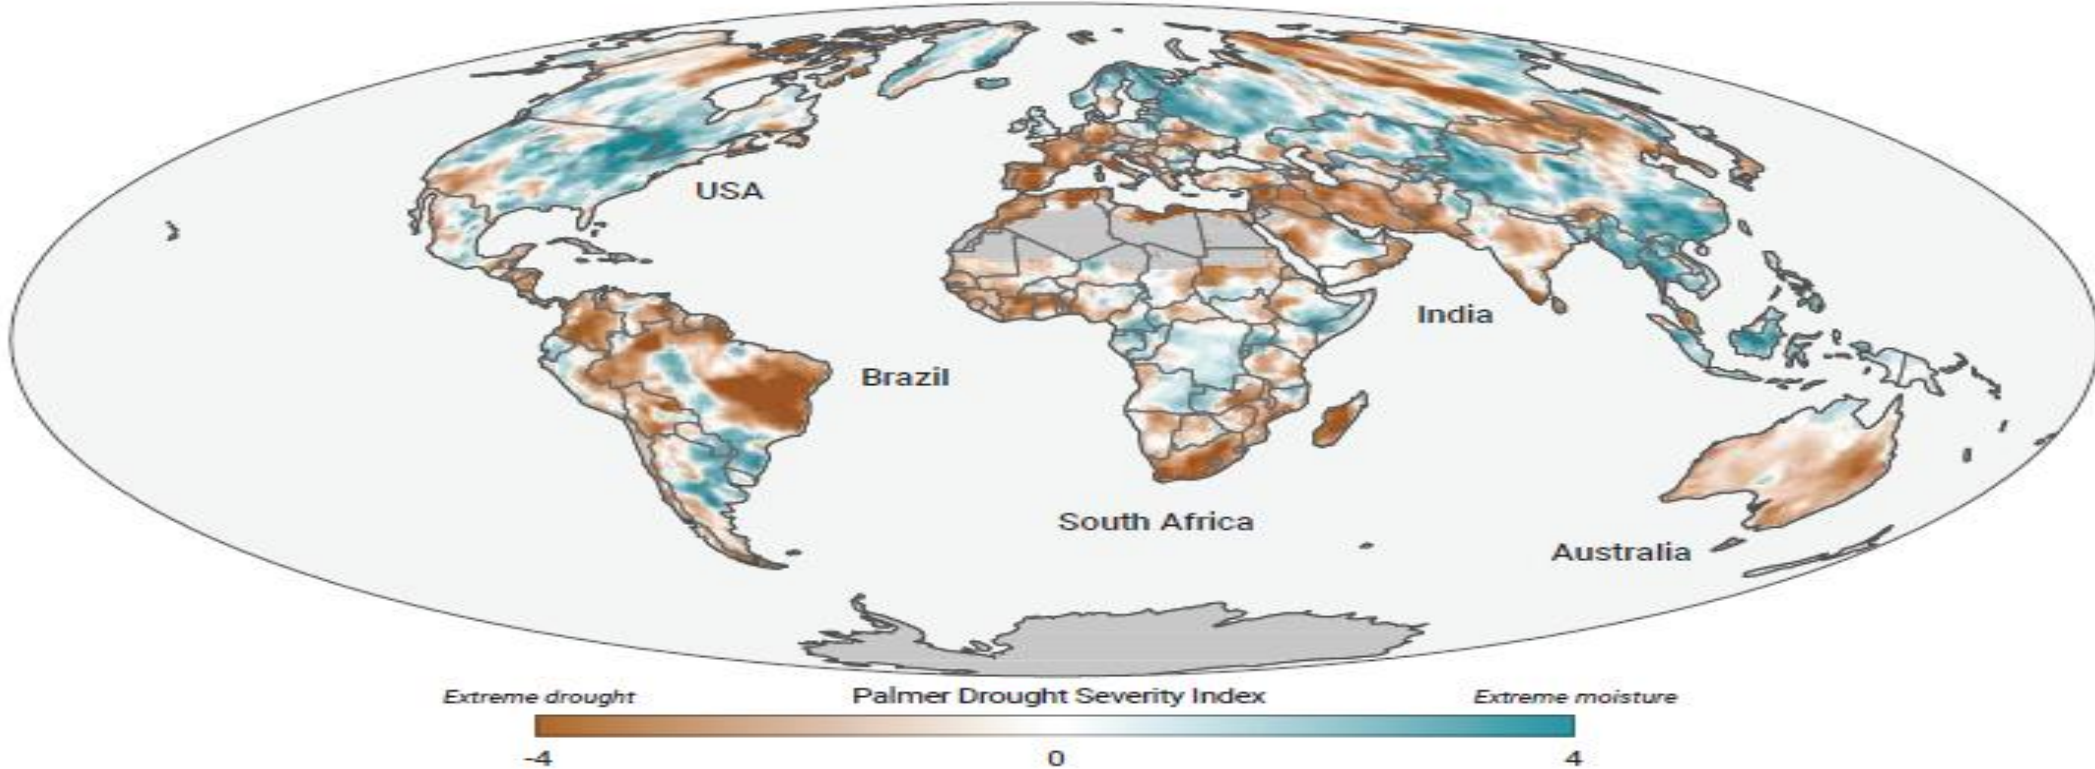 USA
India
Brazil
South Africa
Australia
Extreme drought Palmer Drought Severity Index Extreme moisture
-4 0 4